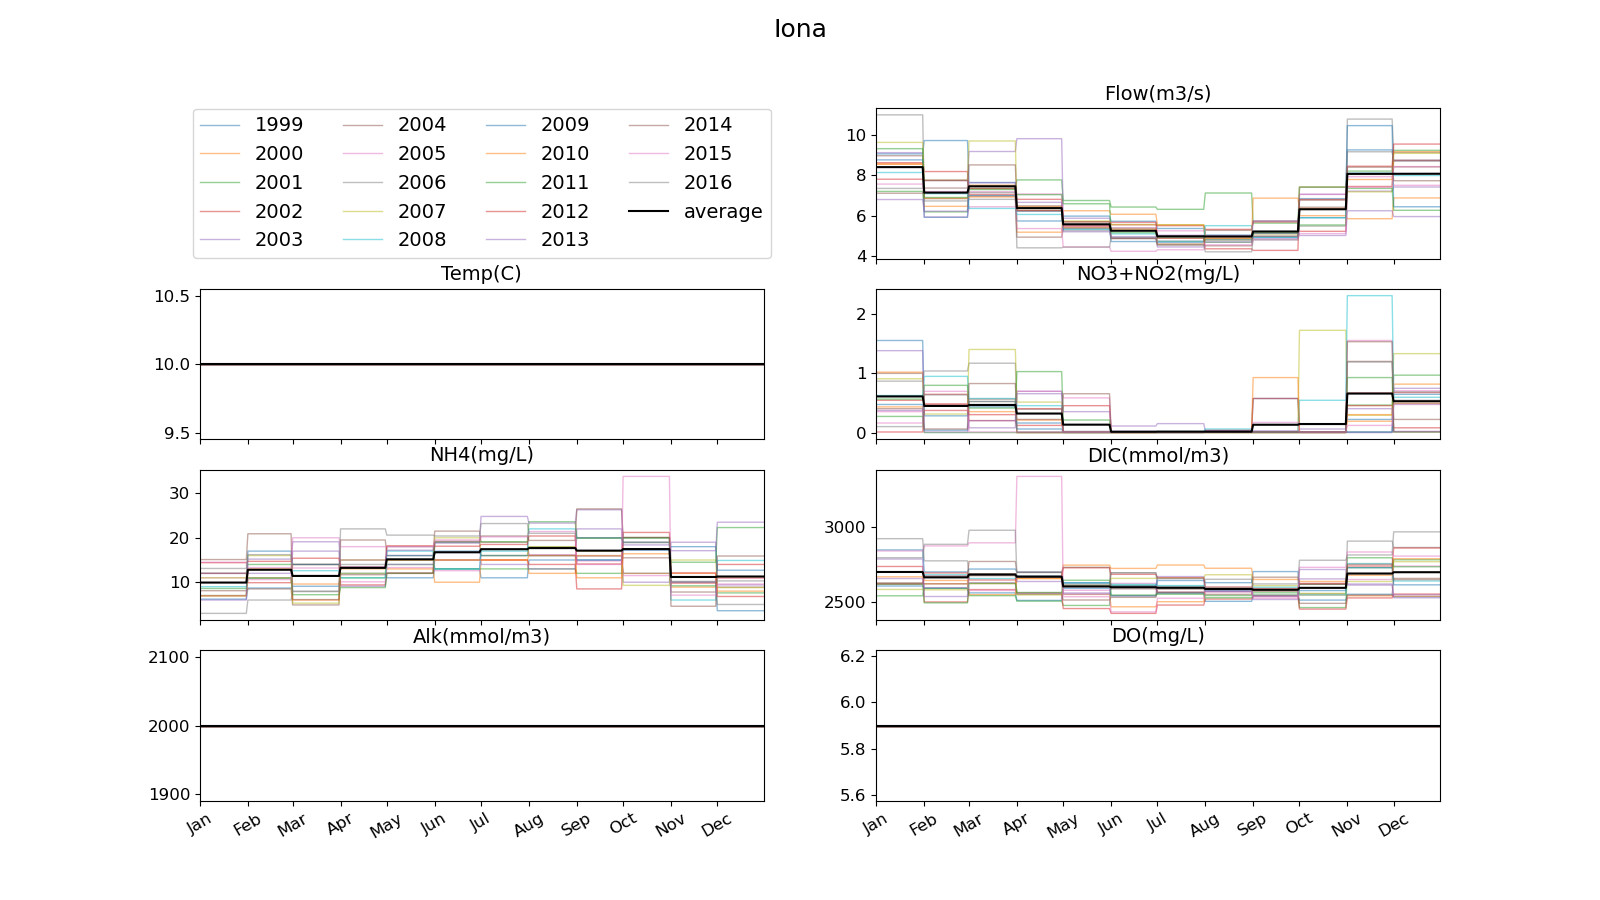 Iona
1999 2004 2009 2014
2000 2005 2010 2015
2001 2006 2011 2016
2002 2007 2012 average
2003 2008 2013
Flow(m3/s)
10
8
6
4
Temp(C)
10.5
10.0
9.5
NO3+NO2(mg/L)
2
1
0
NH4(mg/L)
30
20
10
DIC(mmol/m3)
3000
2500
Alk(mmol/m3)
2100
2000
1900
Jan Feb Mar Apr May Jun Jul Aug Sep Oct Nov Dec
DO(mg/L)
6.2
6.0
5.8
5.6
Jan Feb Mar Apr May Jun Jul Aug Sep Oct Nov Dec